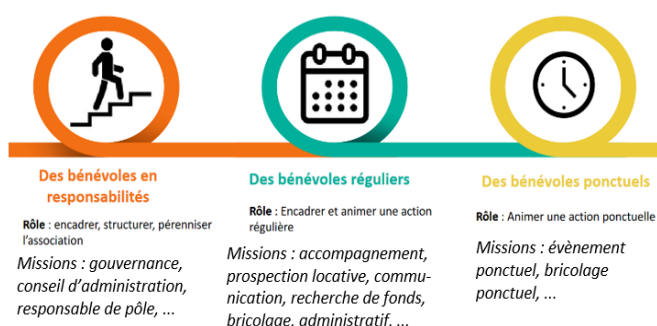 Des bénévoles en
responsabilités
Rôle : encadrer, structurer, pérenniser
l’association
Missions : gouvernance,
conseil d’administration,
responsable de pôle, ...
Des bénévoles réguliers
Rôle : Encadrer et animer une action
régulière
Missions : accompagnement,
prospection locative, commu-
nication, recherche de fonds,
bricolage, administratif, ...
Des bénévoles ponctuels
Rôle : Animer une action ponctuelle
Missions : évènement
ponctuel, bricolage
ponctuel, ...